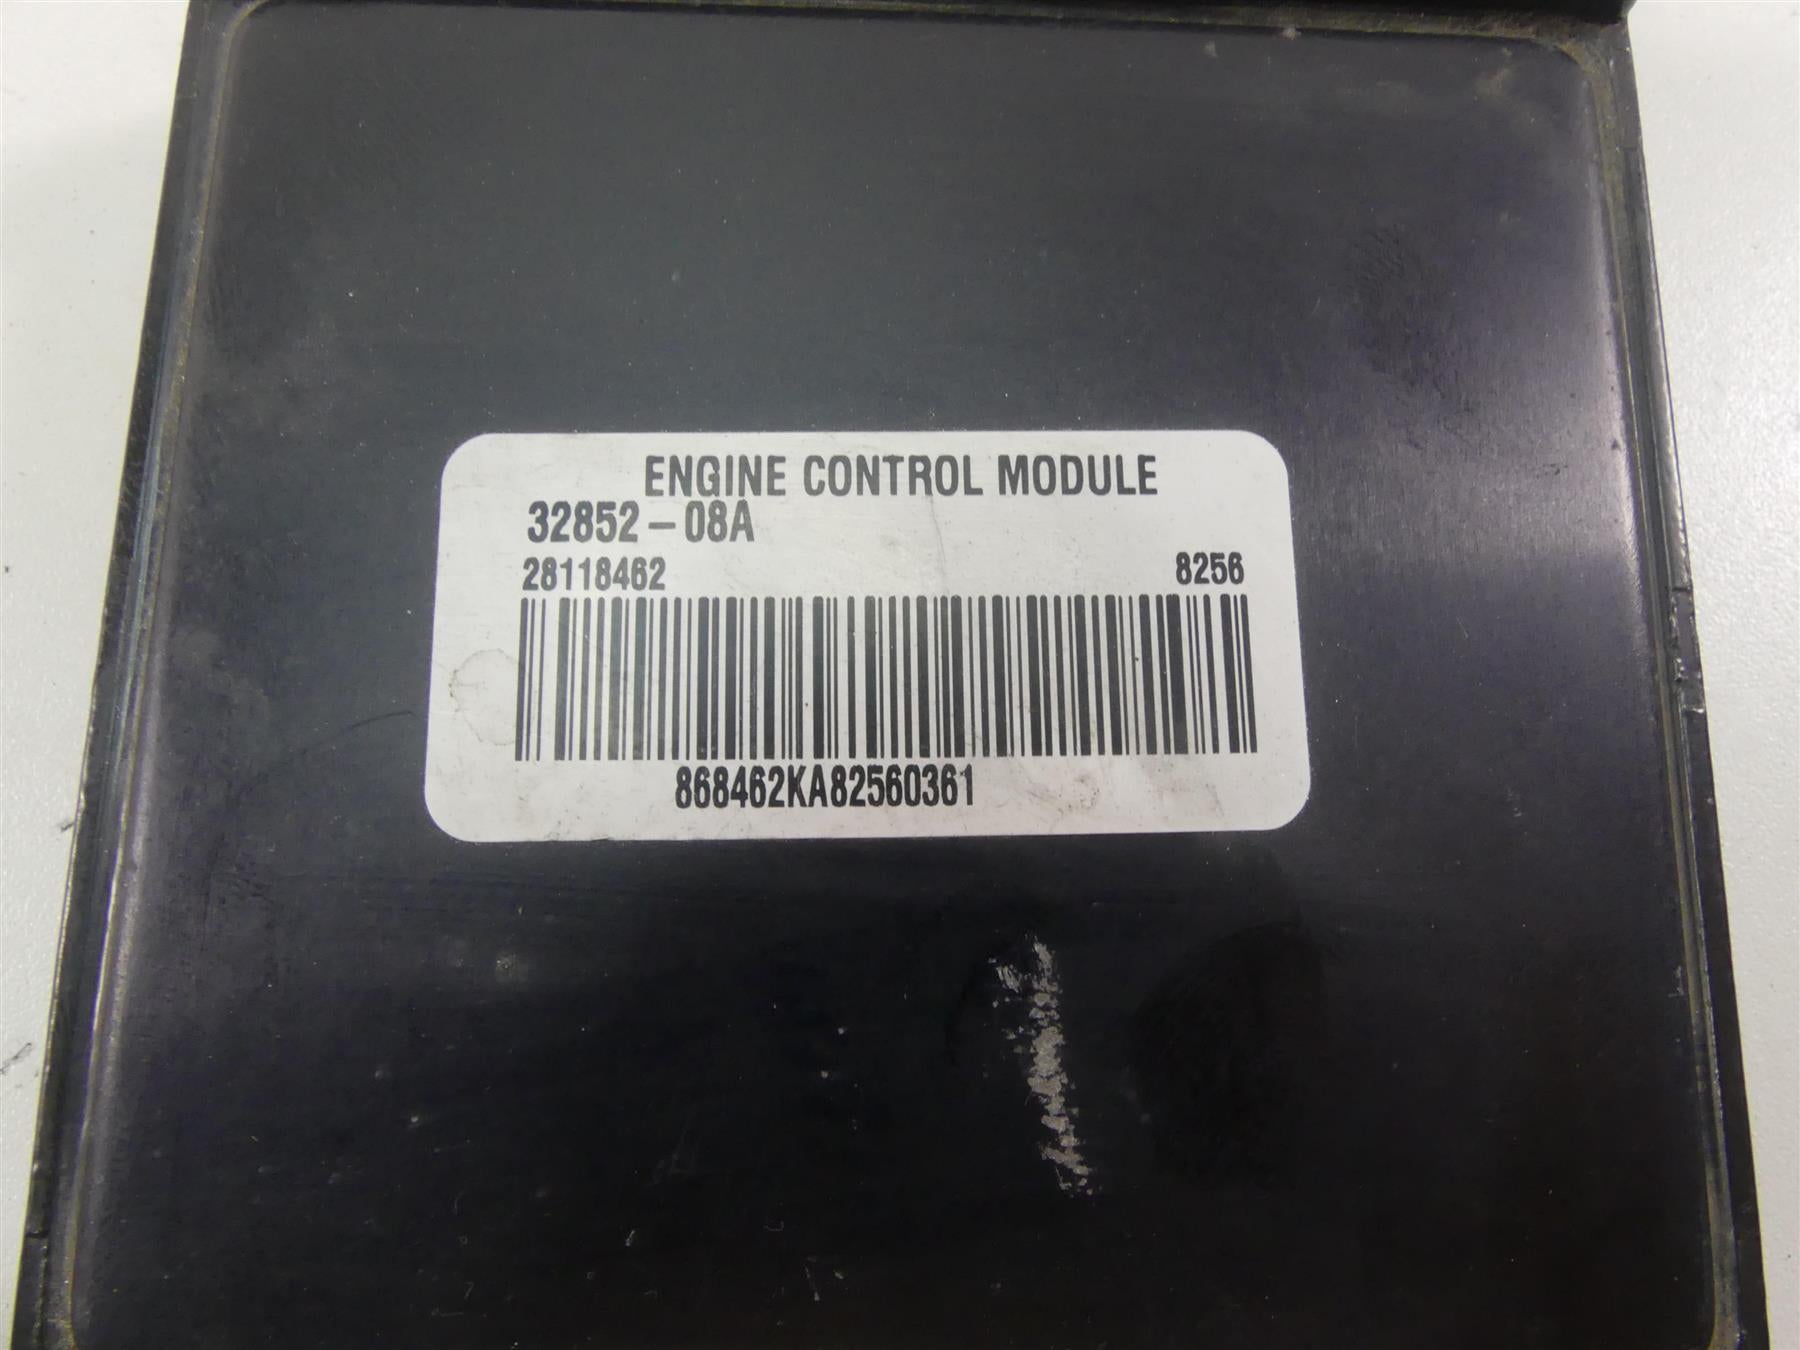 ENGINE CONTROL MODULE
32852-08A
28118462 8256
868462KA82560361